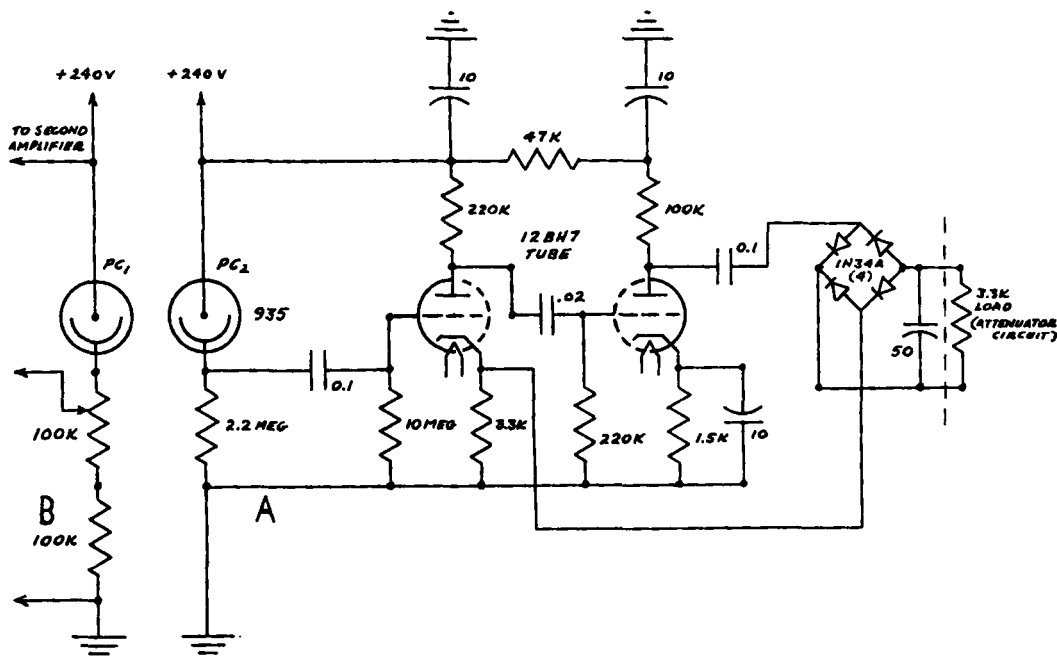 +240V
+240V
10
10
TO SECOND
AMPLIFIER
47K
220K
100K
12BH7
TUBE
0.1
PC1
PC2
935
.02
1N34A
(4)
3.3K
LOAD
(ATTENUATOR
CIRCUIT)
50
0.1
100K
2.2 MEG
10 MEG
3.3K
220K
1.5K
10
B
A
100K